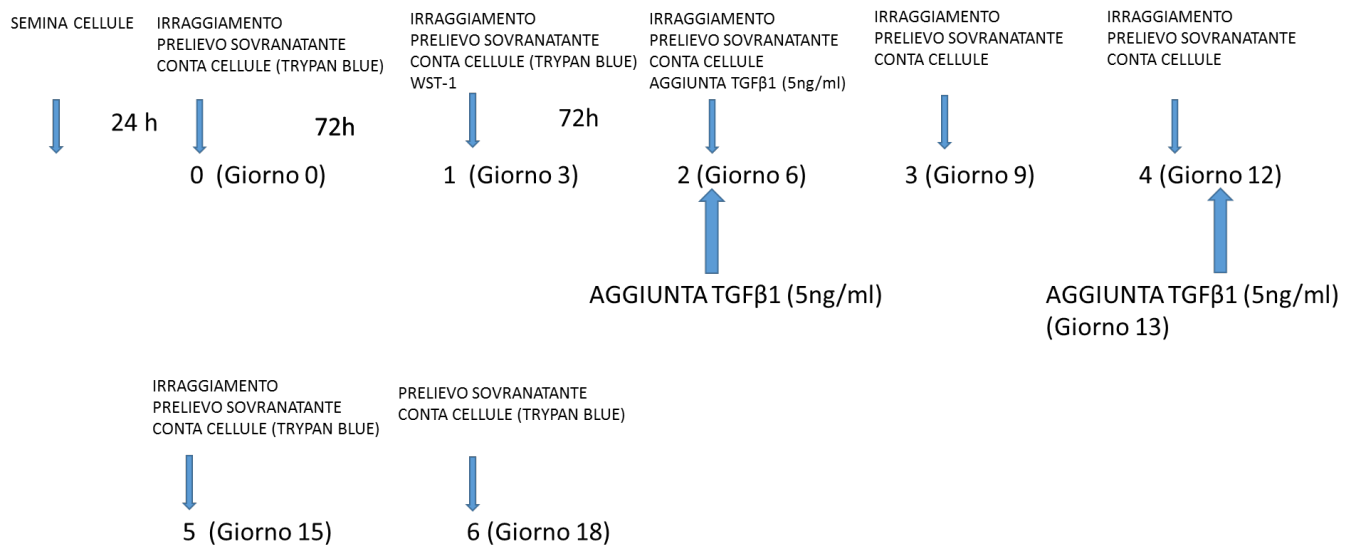 SEMINA CELLULE
IRRAGGIAMENTO
PRELIEVO SOVRANATANTE
CONTA CELLULE (TRYPAN BLUE)
IRRAGGIAMENTO
PRELIEVO SOVRANATANTE
CONTA CELLULE (TRYPAN BLUE)
WST-1
IRRAGGIAMENTO
PRELIEVO SOVRANATANTE
CONTA CELLULE
AGGIUNTA TGFβ1 (5ng/ml)
IRRAGGIAMENTO
PRELIEVO SOVRANATANTE
CONTA CELLULE
IRRAGGIAMENTO
PRELIEVO SOVRANATANTE
CONTA CELLULE
24 h
72h
72h
0 (Giorno 0)
1 (Giorno 3)
2 (Giorno 6)
3 (Giorno 9)
4 (Giorno 12)
AGGIUNTA TGFβ1 (5ng/ml)
AGGIUNTA TGFβ1 (5ng/ml)
(Giorno 13)
IRRAGGIAMENTO
PRELIEVO SOVRANATANTE
CONTA CELLULE (TRYPAN BLUE)
PRELIEVO SOVRANATANTE
CONTA CELLULE (TRYPAN BLUE)
5 (Giorno 15)
6 (Giorno 18)